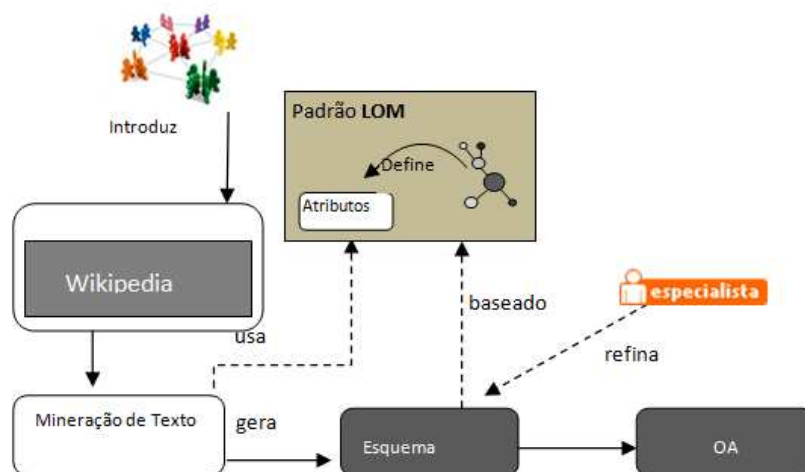 Introduz
Padrão LOM
Define
Atributos
Wikipedia
usa
baseado
especialista
refina
Mineração de Texto
gera
Esquema
OA